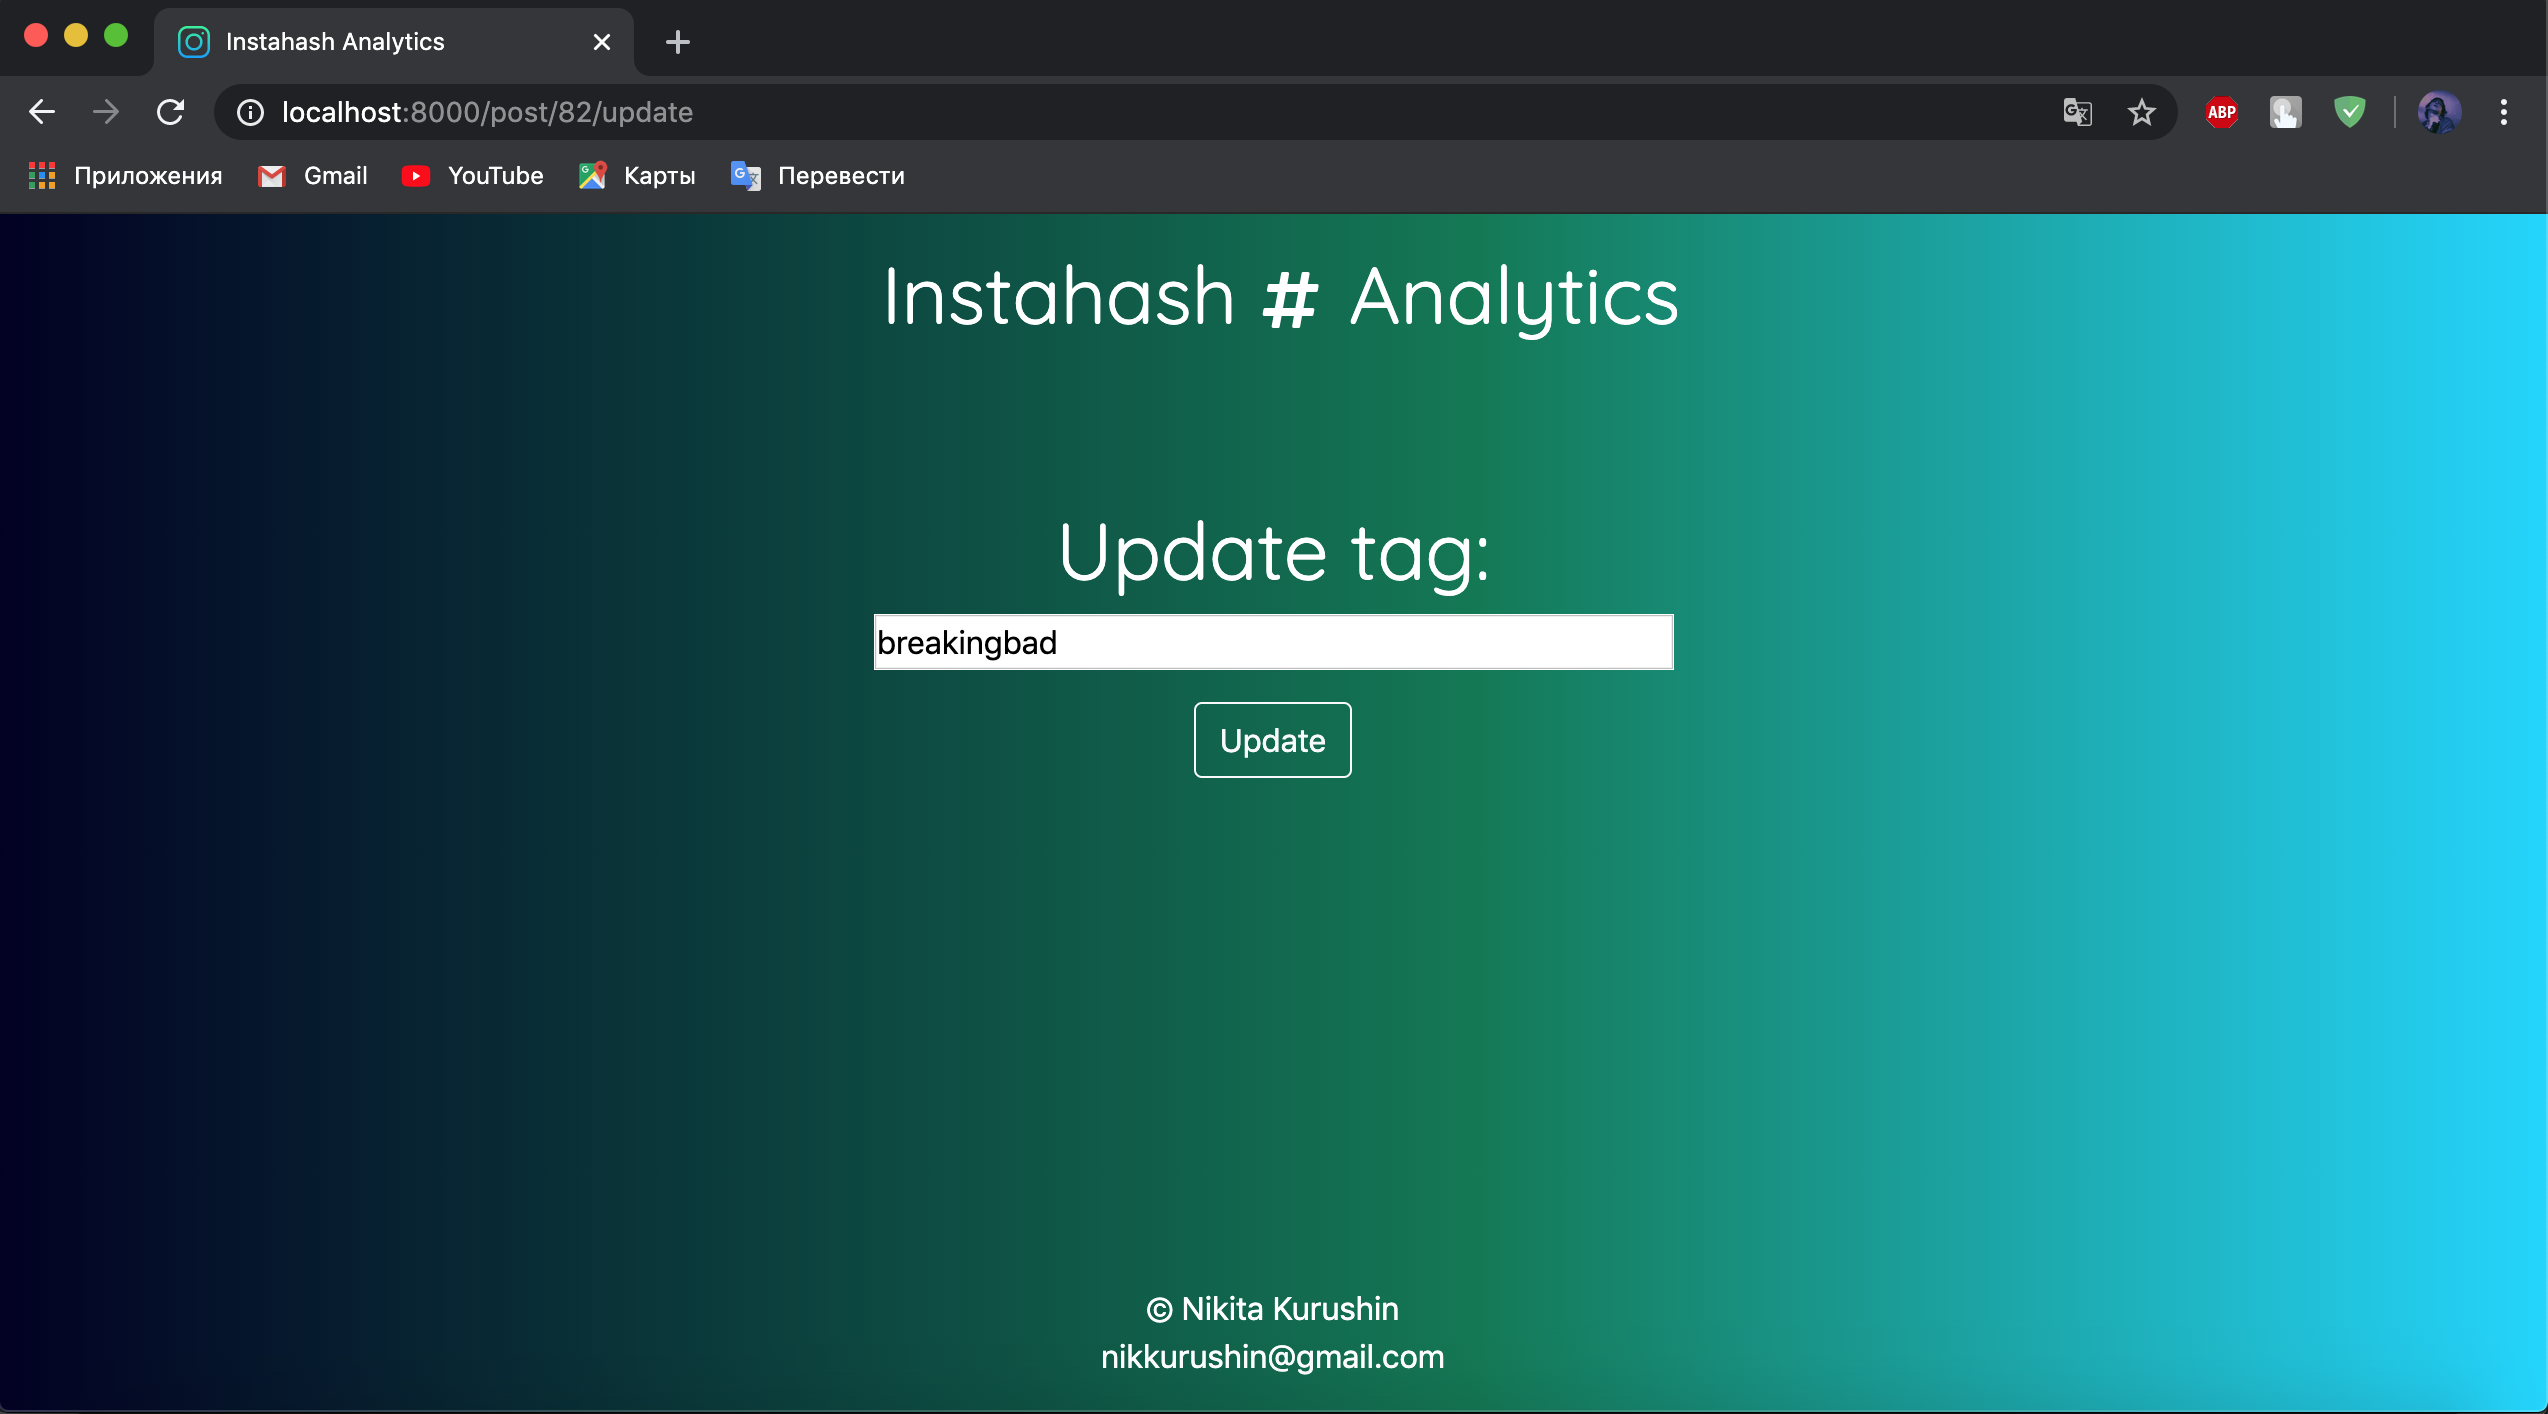 Instahash Analytics
localhost:8000/post/82/update
ABP
Приложения Gmail YouTube Карты Перевести
Instahash # Analytics
Update tag:
breakingbad
Update
© Nikita Kurushin
nikkurushin@gmail.com